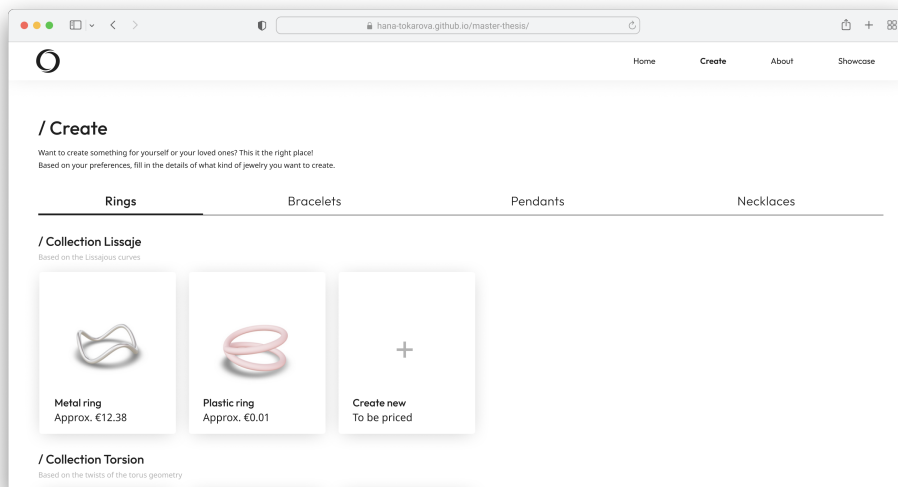 hana-tokarova.github.io/master-thesis/
Home Create About Showcase
/ Create
Want to create something for yourself or your loved ones? This it the right place!
Based on your preferences, fill in the details of what kind of jewelry you want to create.
Rings Bracelets Pendants Necklaces
/ Collection Lissaje
Based on the Lissajous curves
Metal ring
Approx. €12.38
Plastic ring
Approx. €0.01
Create new
To be priced
/ Collection Torsion
Based on the twists of the torus geometry